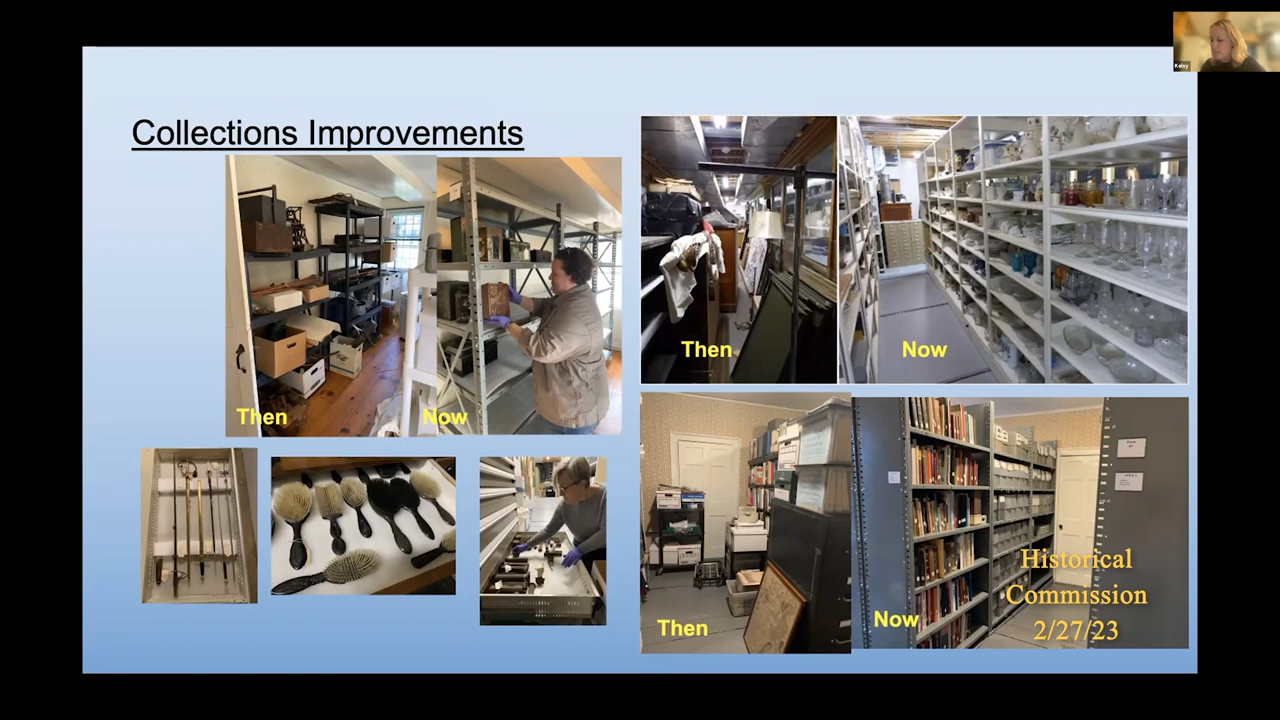 Kelsy
Collections Improvements
Then
Now
Then
Now
Then
Now
Historical
Commission
2/27/23